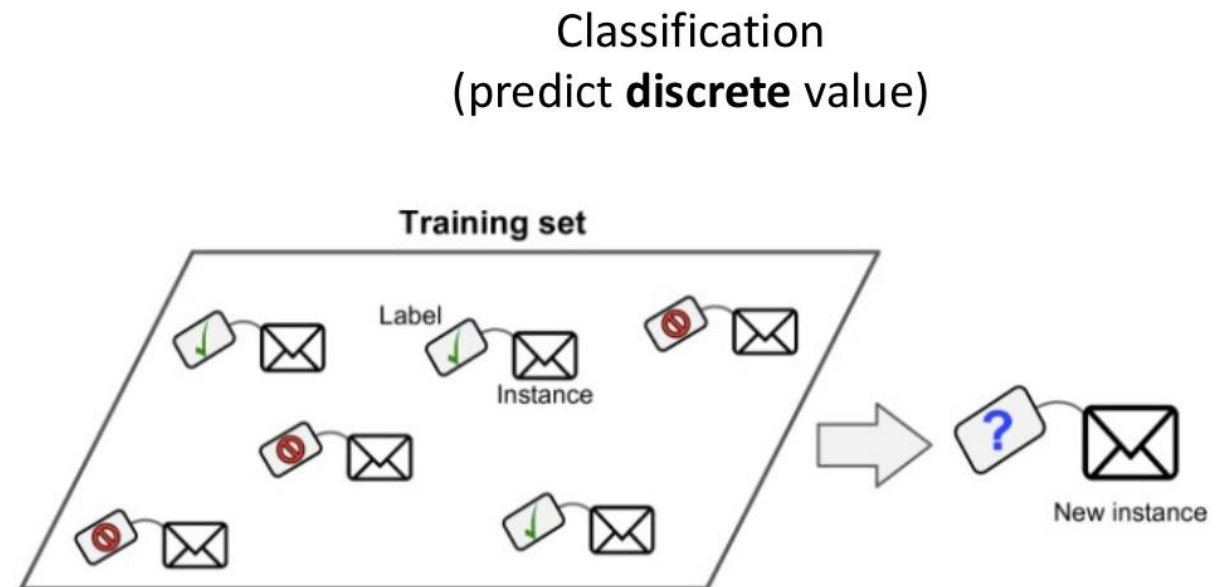 Classification
(predict discrete value)
Training set
Label
Instance
?
New instance